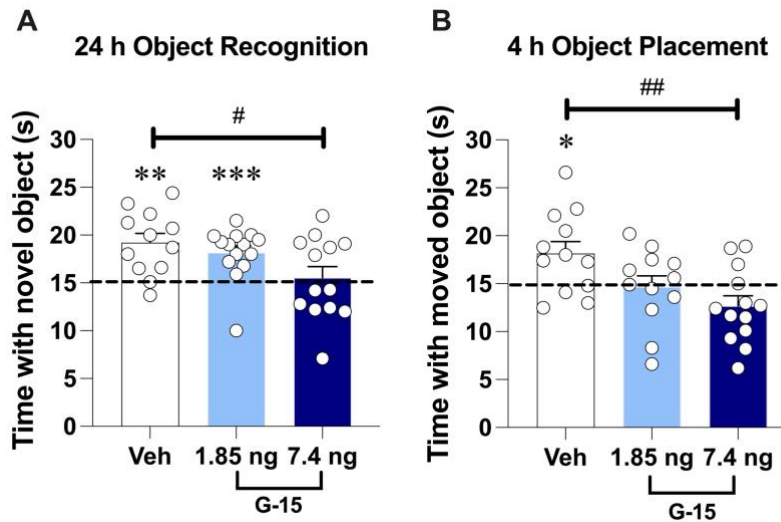 A
24 h Object Recognition
#
Time with novel object (s)
30
25
20
15
10
5
0
**
***
Veh
1.85 ng
7.4 ng
G-15
B
4 h Object Placement
##
Time with moved object (s)
30
25
20
15
10
5
0
*
Veh
1.85 ng
7.4 ng
G-15